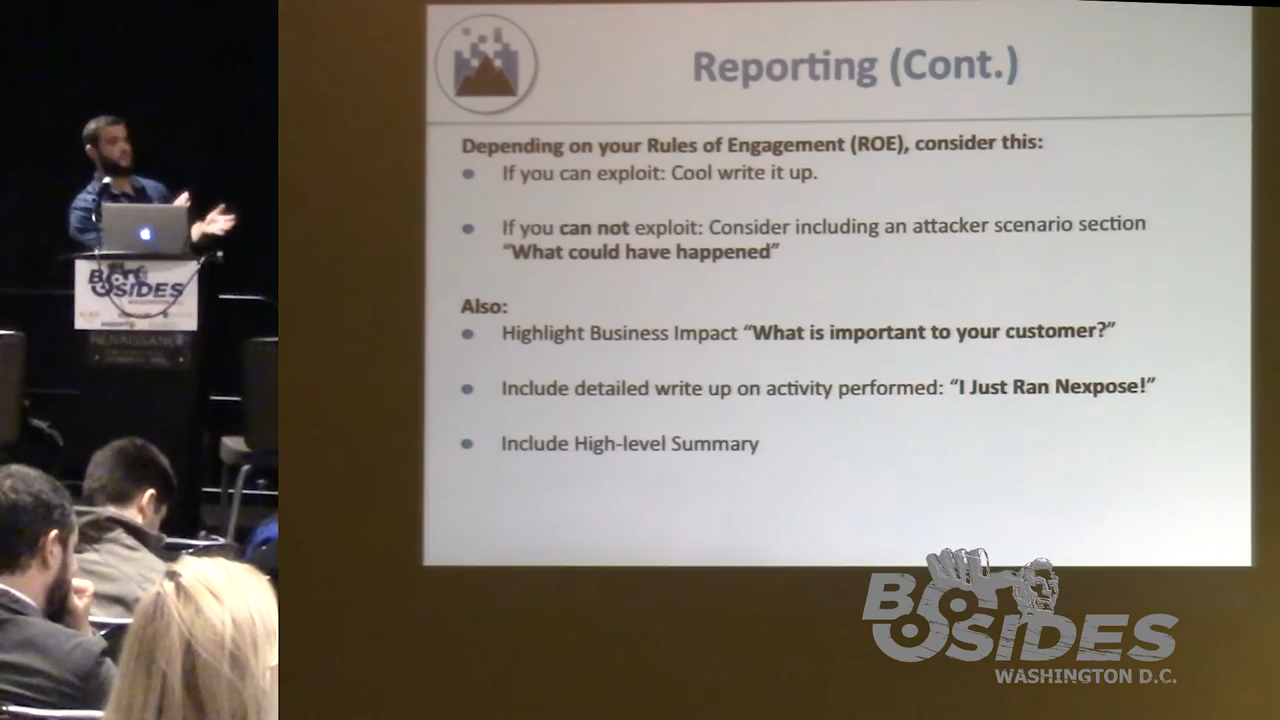 Reporting (Cont.)
Depending on your Rules of Engagement (ROE), consider this:
If you can exploit: Cool write it up.
If you can not exploit: Consider including an attacker scenario section
“What could have happened”
Also:
Highlight Business Impact “What is important to your customer?”
Include detailed write up on activity performed: “I Just Ran Nexpose!”
Include High-level Summary
BSIDES
WASHINGTON D.C.
RENAISSANCE
BSIDES
WASHINGTON D.C.